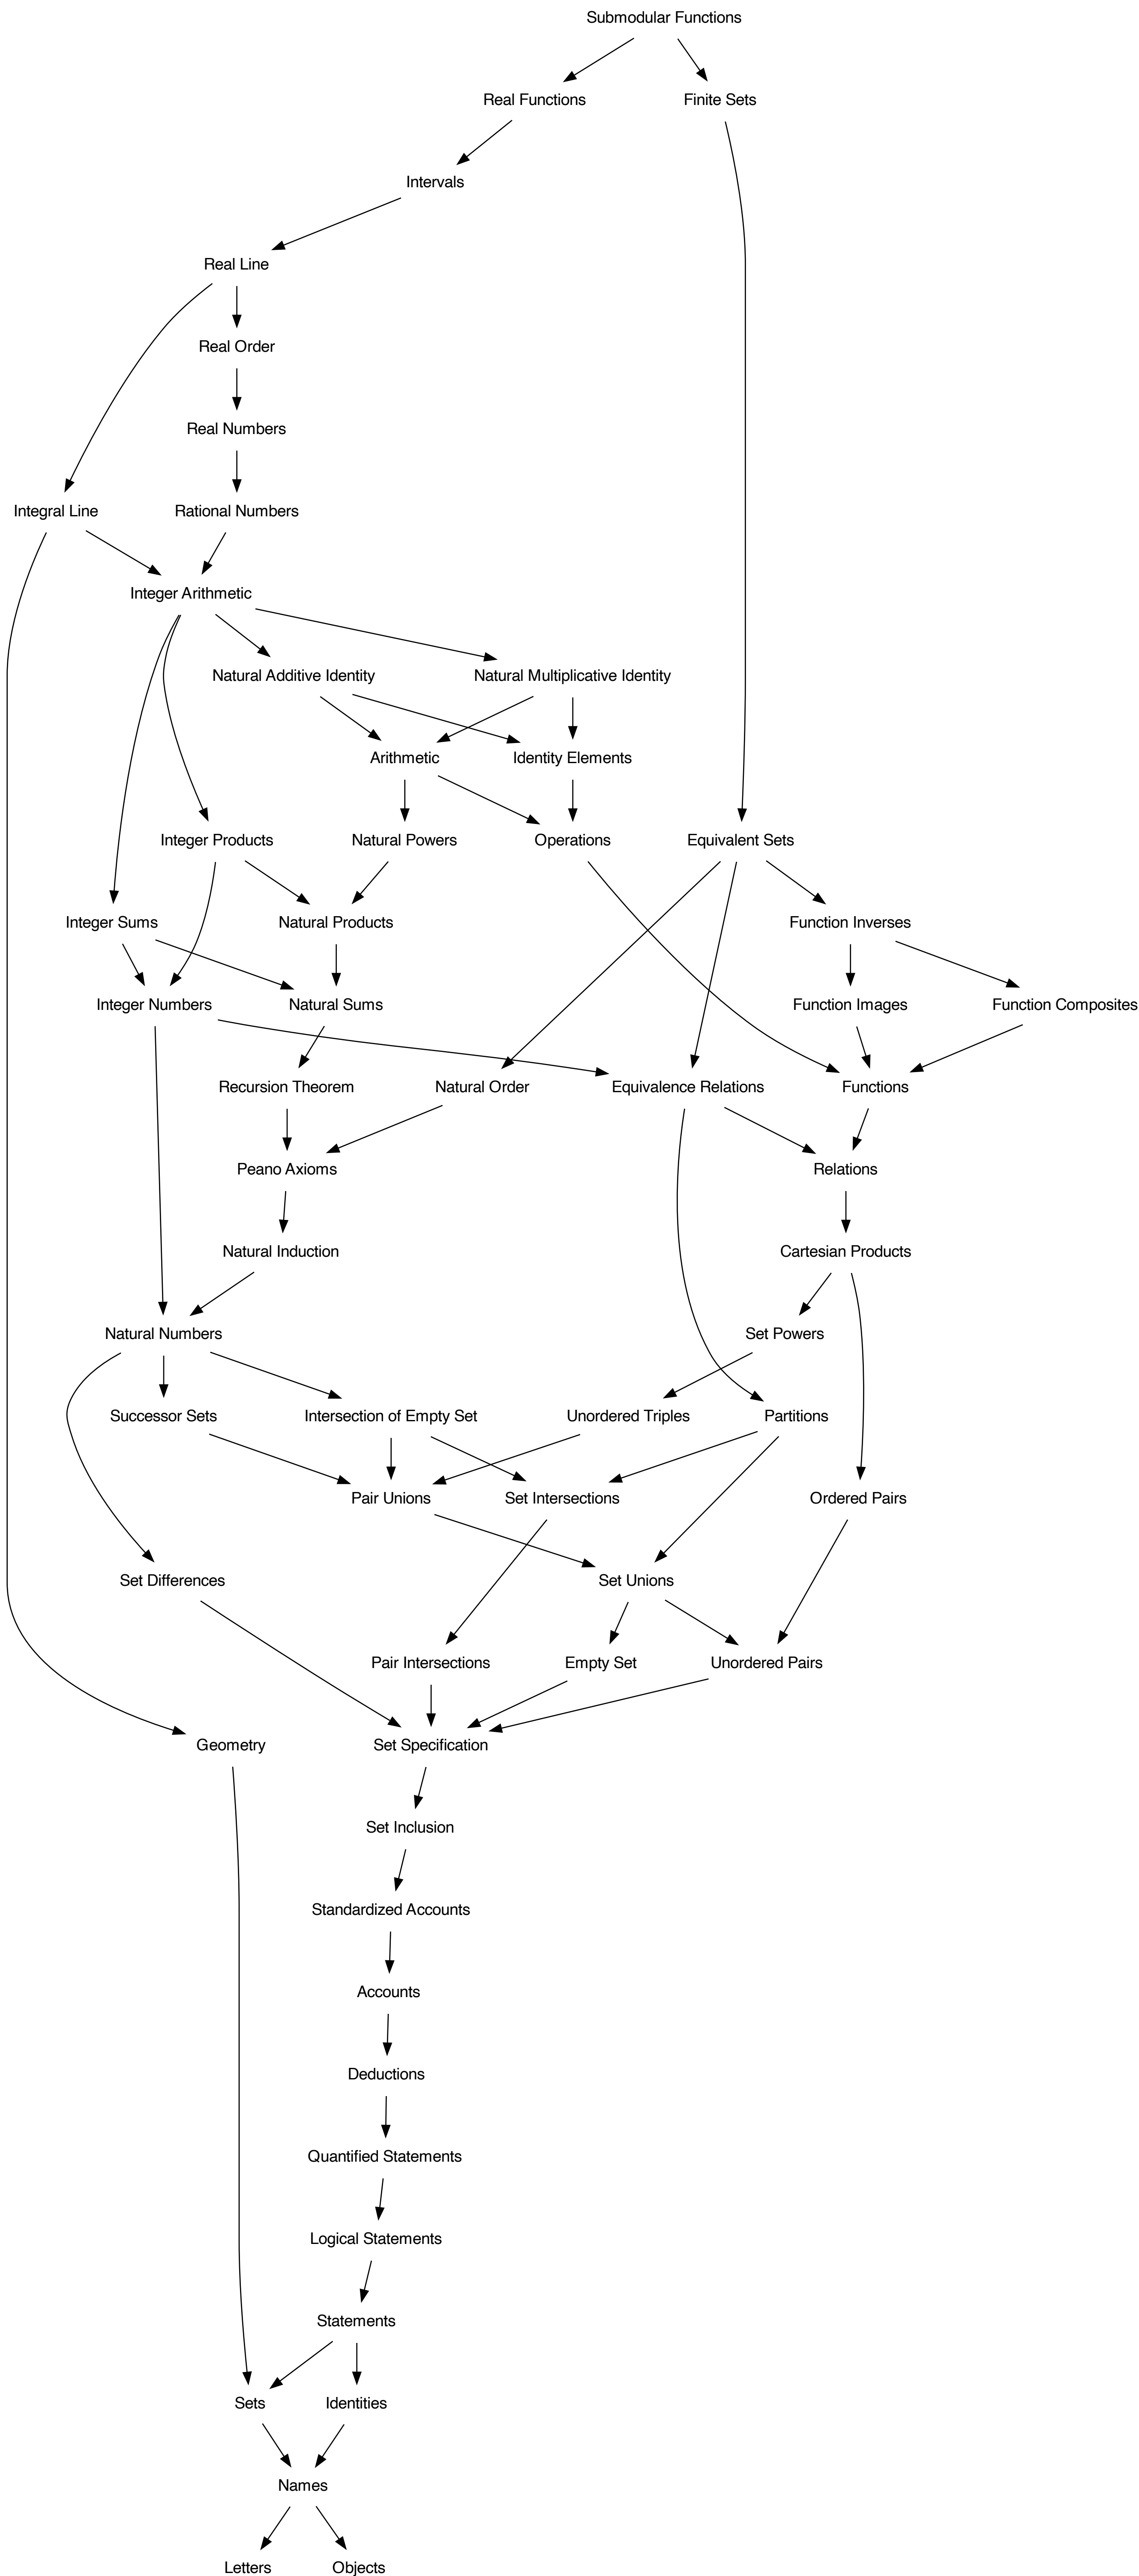 Submodular Functions
Real Functions
Finite Sets
Intervals
Real Line
Real Order
Real Numbers
Integral Line
Rational Numbers
Integer Arithmetic
Natural Additive Identity
Natural Multiplicative Identity
Arithmetic
Identity Elements
Integer Products
Natural Powers
Operations
Equivalent Sets
Integer Sums
Natural Products
Function Inverses
Integer Numbers
Natural Sums
Function Images
Function Composites
Recursion Theorem
Natural Order
Equivalence Relations
Functions
Peano Axioms
Relations
Natural Induction
Cartesian Products
Natural Numbers
Set Powers
Successor Sets
Intersection of Empty Set
Unordered Triples
Partitions
Pair Unions
Set Intersections
Ordered Pairs
Set Differences
Set Unions
Pair Intersections
Empty Set
Unordered Pairs
Geometry
Set Specification
Set Inclusion
Standardized Accounts
Accounts
Deductions
Quantified Statements
Logical Statements
Statements
Sets
Identities
Names
Letters
Objects